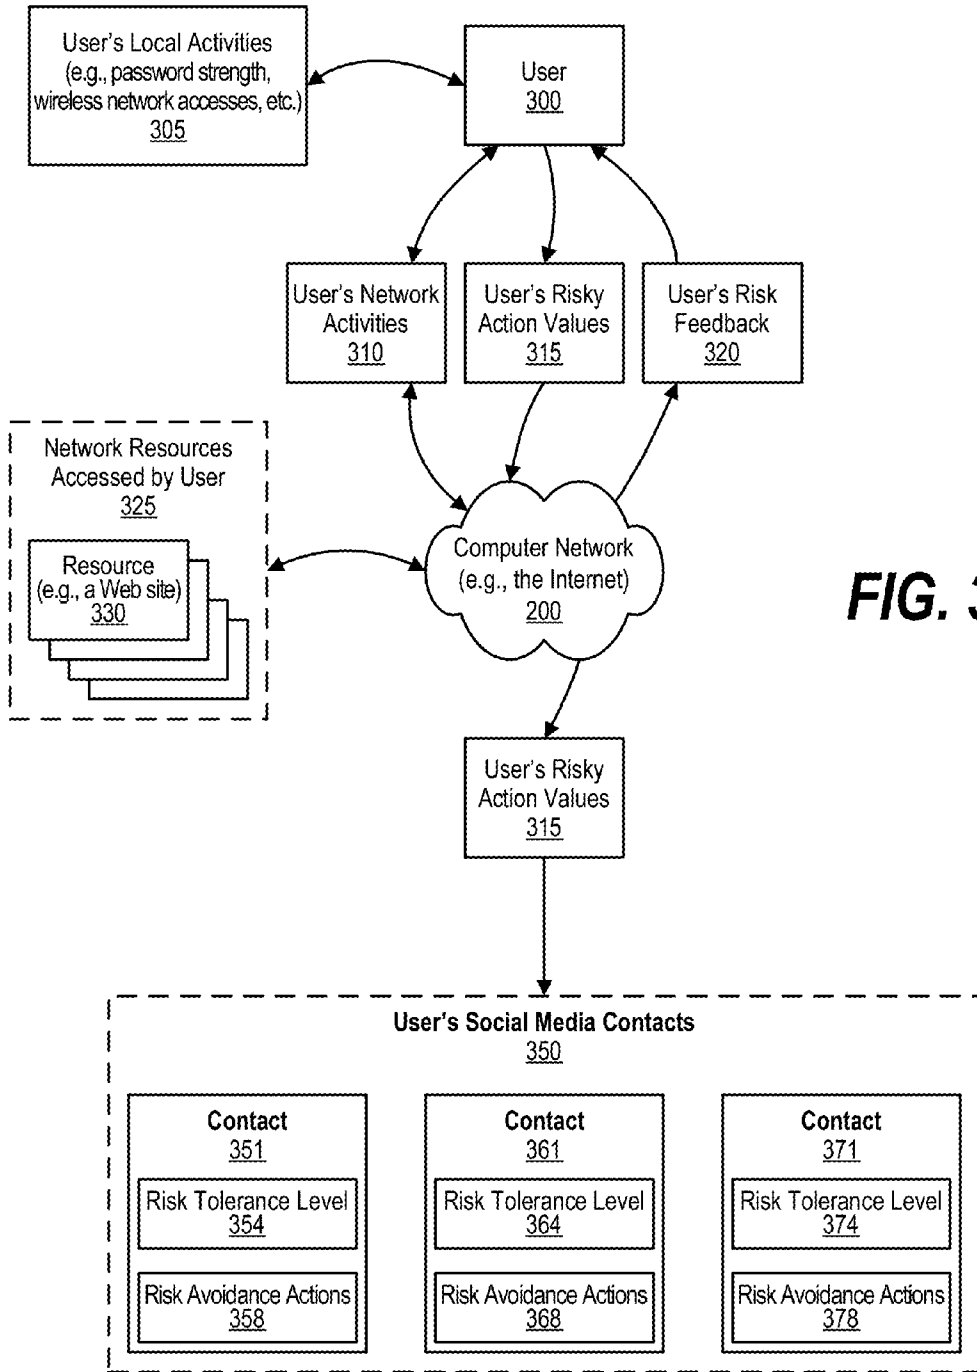 User's Local Activities
(e.g., password strength,
wireless network accesses, etc.)
305
User
300
User's Network
Activities
310
User's Risky
Action Values
315
User's Risk
Feedback
320
Network Resources
Accessed by User
325
Resource
(e.g., a Web site)
330
Computer Network
(e.g., the Internet)
200
FIG. 3
User's Risky
Action Values
315
User's Social Media Contacts
350
Contact
351
Risk Tolerance Level
354
Risk Avoidance Actions
358
Contact
361
Risk Tolerance Level
364
Risk Avoidance Actions
368
Contact
371
Risk Tolerance Level
374
Risk Avoidance Actions
378